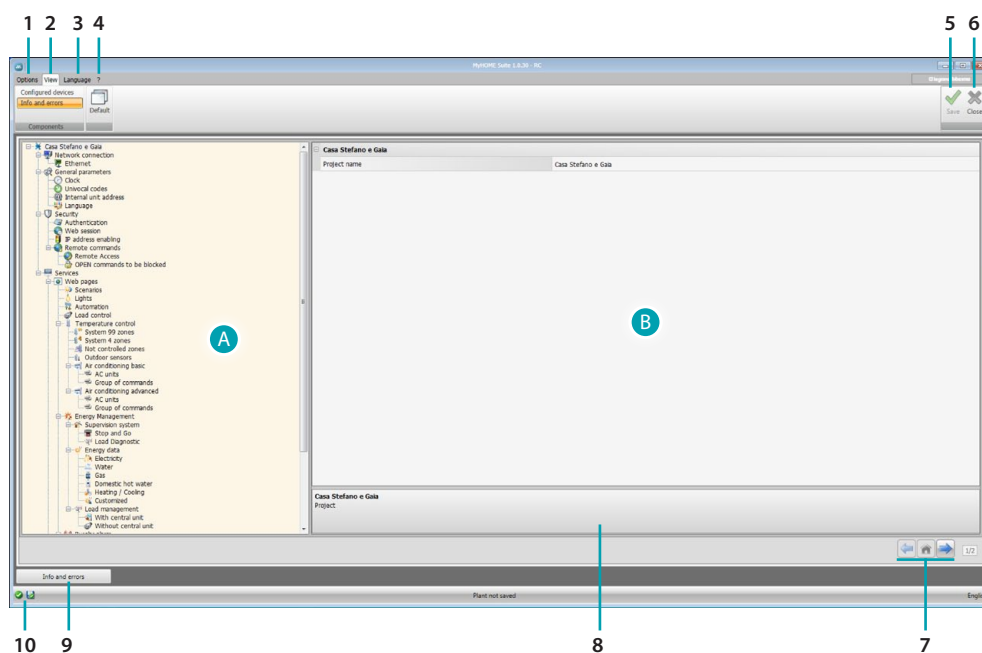 1 2 3 4 5 6
MyHOME Suite 1.0.30 - BC
Options View Language ?
Configured devices
Info and errors
Default
Components
Save Close
Casa Stefano e Gaia
Network connection
Ethernet
General parameters
Clock
Univocal codes
Internal unit address
Language
Security
Authentication
Web session
IP address enabling
Remote commands
Remote Access
OPEN commands to be blocked
Services
Web pages
Scenarios
Lights
Automation
Load control
Temperature control
System 99 zones
System 4 zones
Not controlled zones
Outdoor sensors
Air conditioning basic
AC units
Group of commands
Air conditioning advanced
AC units
Group of commands
Energy Management
Supervision system
Stop and Go
Load Diagnostic
Energy data
Electricity
Water
Gas
Domestic hot water
Heating / Cooling
Customized
Load management
With central unit
Without central unit
A
Casa Stefano e Gaia
Project name Casa Stefano e Gaia
B
Casa Stefano e Gaia
Project
1/2
Info and errors
Plant not saved
Engli
10 9 8 7